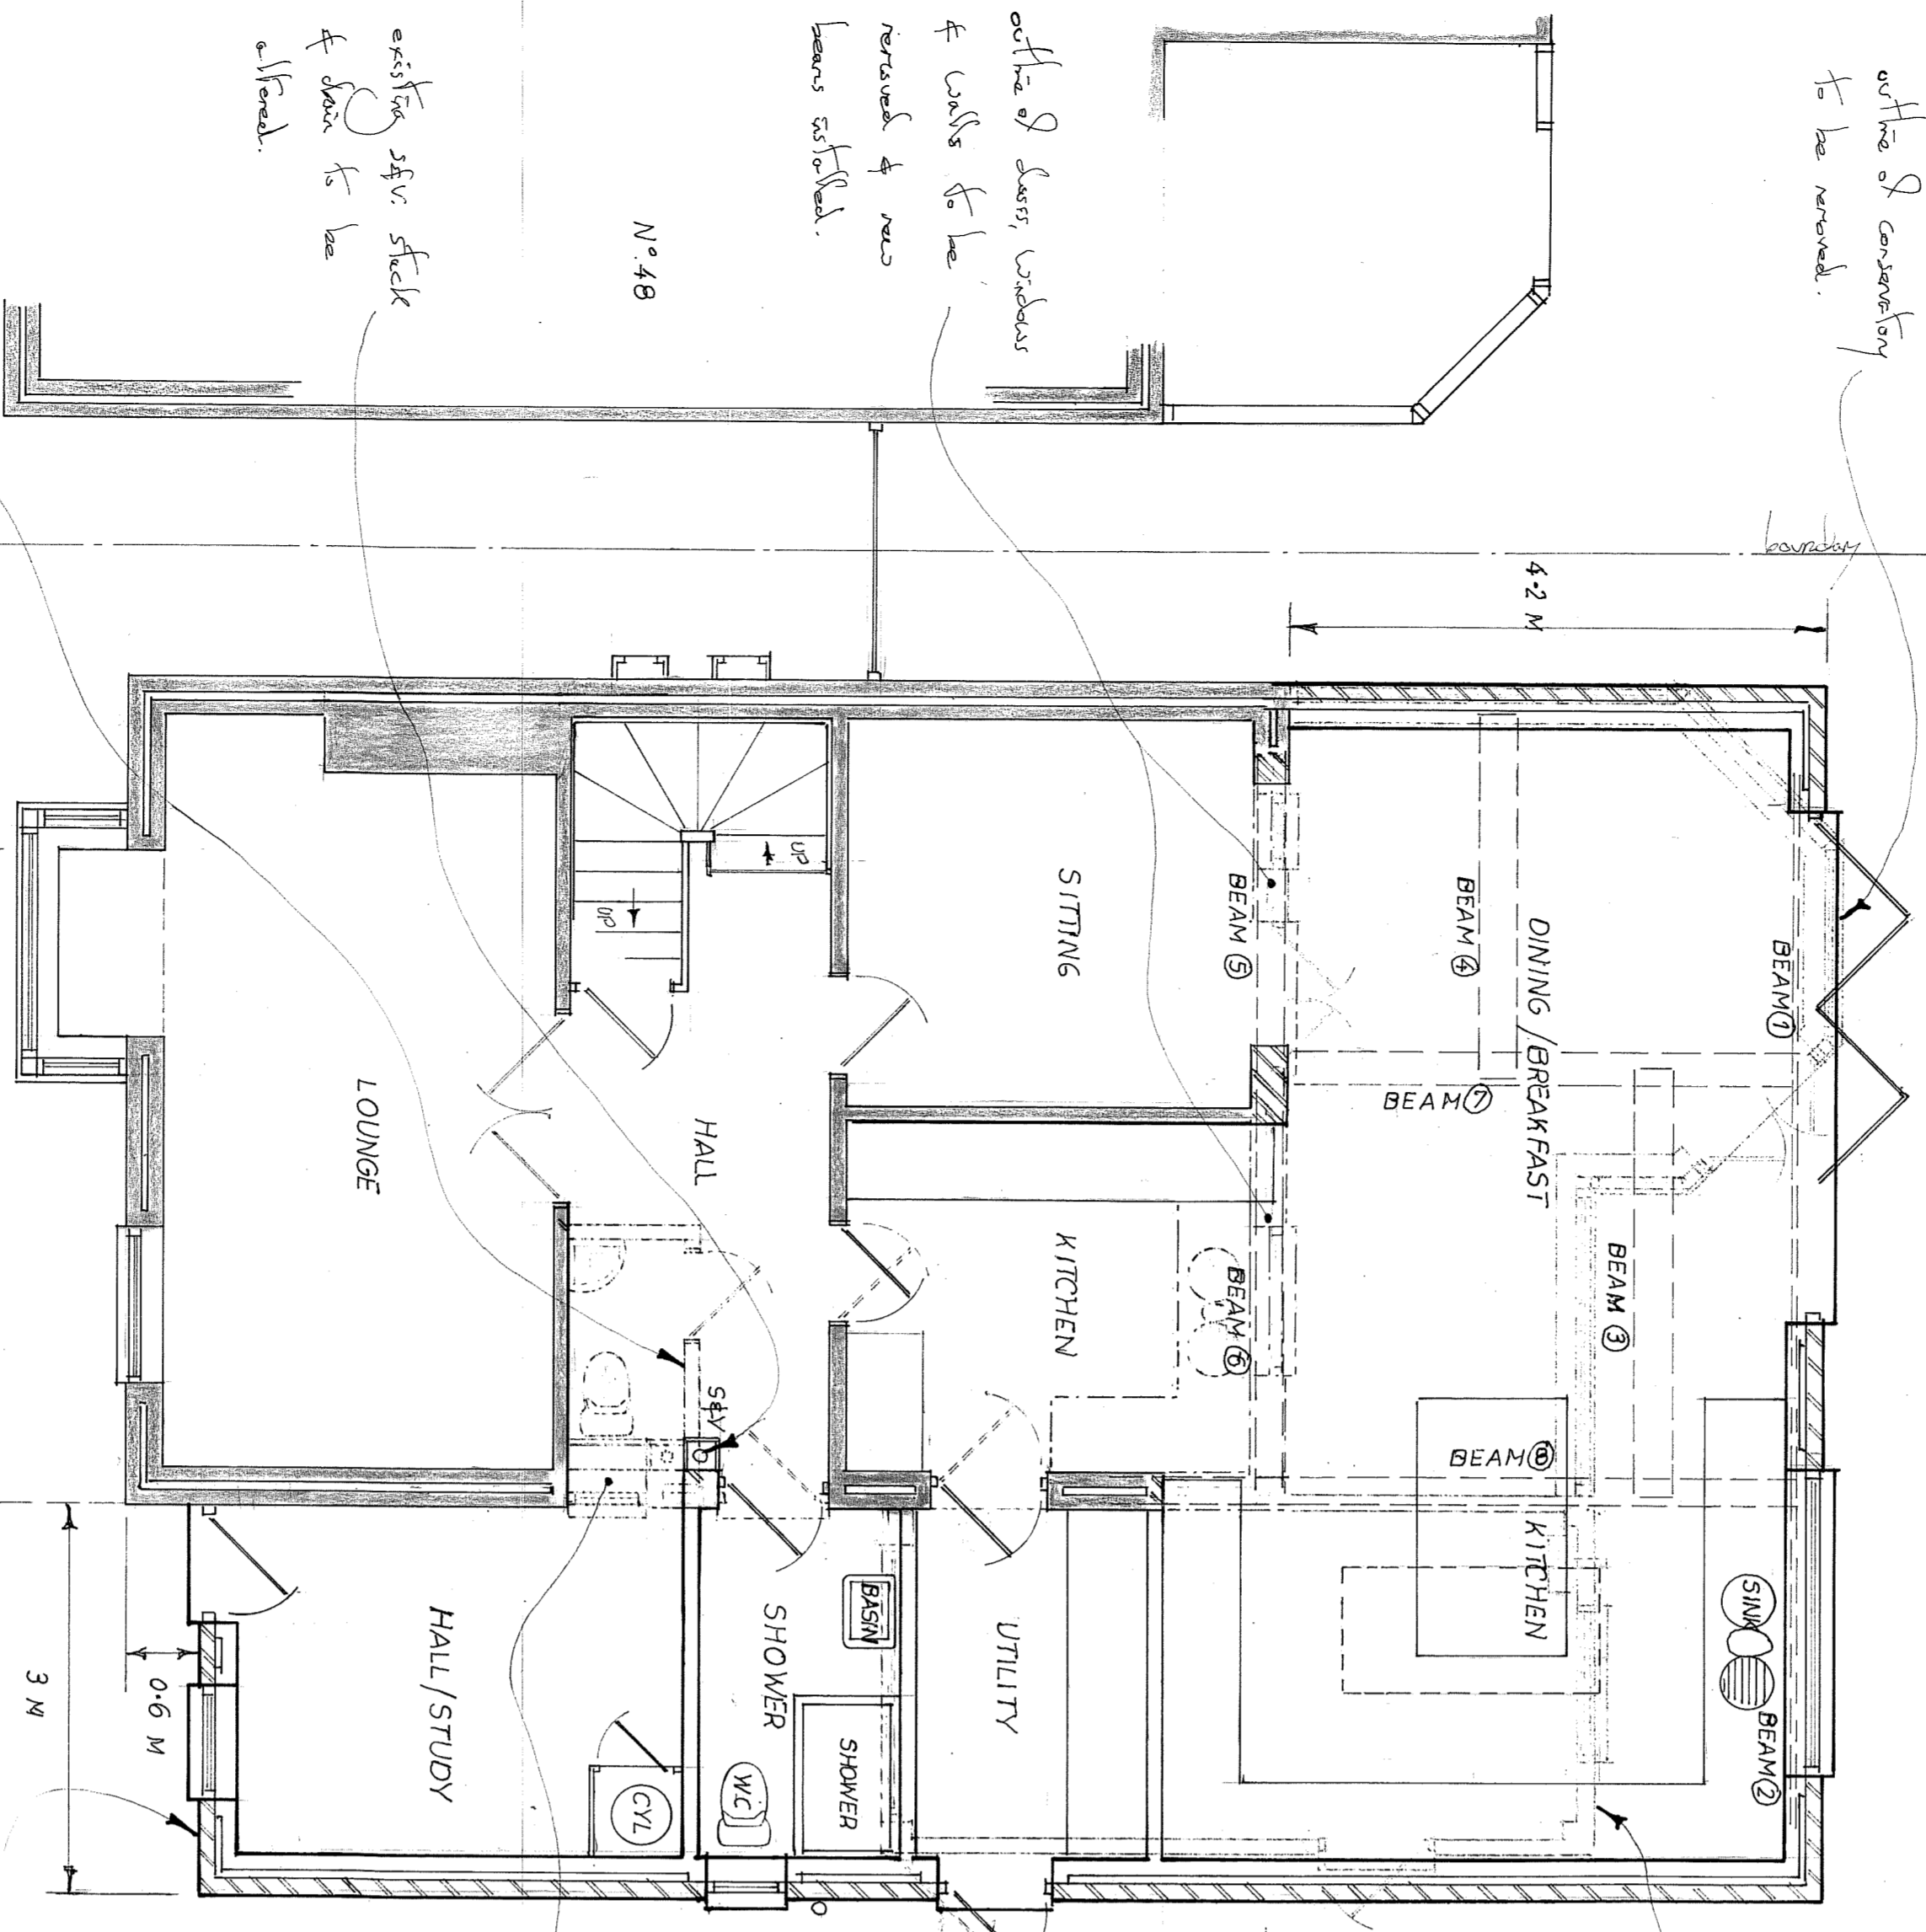 outline of conservatory
to be removed.
outline of doors, windows
& walls to be
removed & new
beams installed.
Nº. 48
existing s&v. stack
& drain to be
altered.
boundary
4·2 M
BEAM ①
DINING / BREAKFAST
BEAM ④
BEAM ⑦
BEAM ③
BEAM ⑤
SITTING
BEAM ⑥
KITCHEN
BEAM ⑧
KITCHEN
SINK
BEAM ②
UP
UP
HALL
S&V
LOUNGE
UTILITY
BASIN
SHOWER
SHOWER
W.C
CYL
HALL / STUDY
0·6 M
3 M